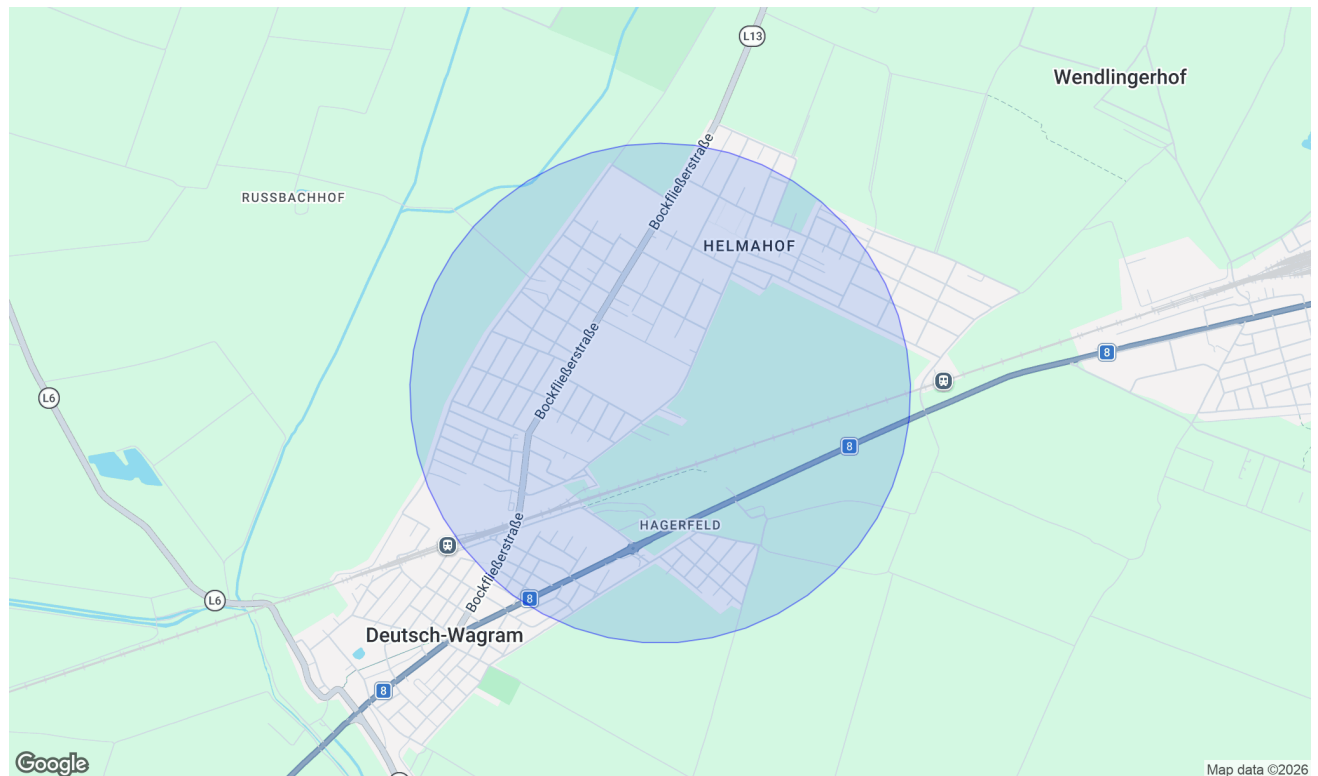 L13
Wendlingerhof
Bockfließerstraße
RUSSBACHHOF
HELMAHOF
8
Bockfließerstraße
L6
8
HAGERFELD
Bockfließerstraße
L6
8
Deutsch-Wagram
8
Google
Map data ©2026